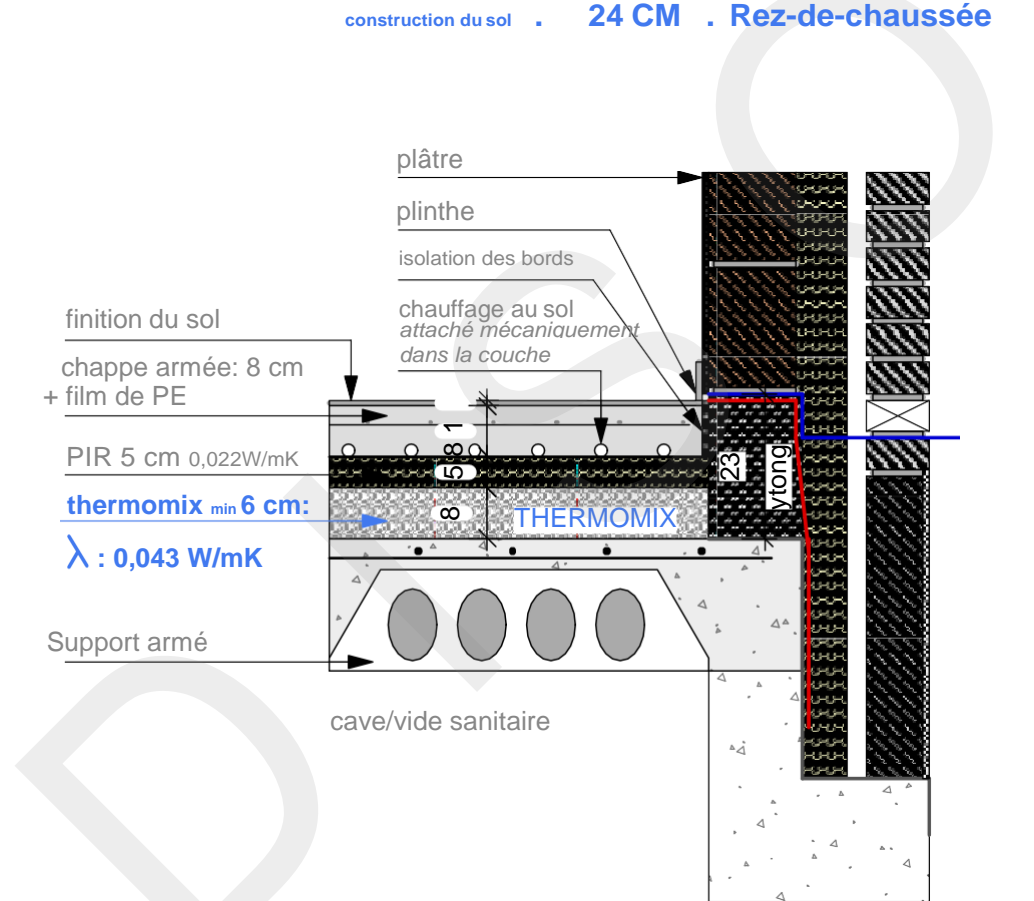 construction du sol . 24 CM . Rez-de-chaussée
plâtre
plinthe
isolation des bords
chauffage au sol
attaché mécaniquement
dans la couche
finition du sol
chappe armée: 8 cm
+ film de PE
PIR 5 cm 0,022W/mK
thermomix min 6 cm:
λ : 0,043 W/mK
Support armé
cave/vide sanitaire
1
8
5
8
THERMOMIX
23
ytong
DISO